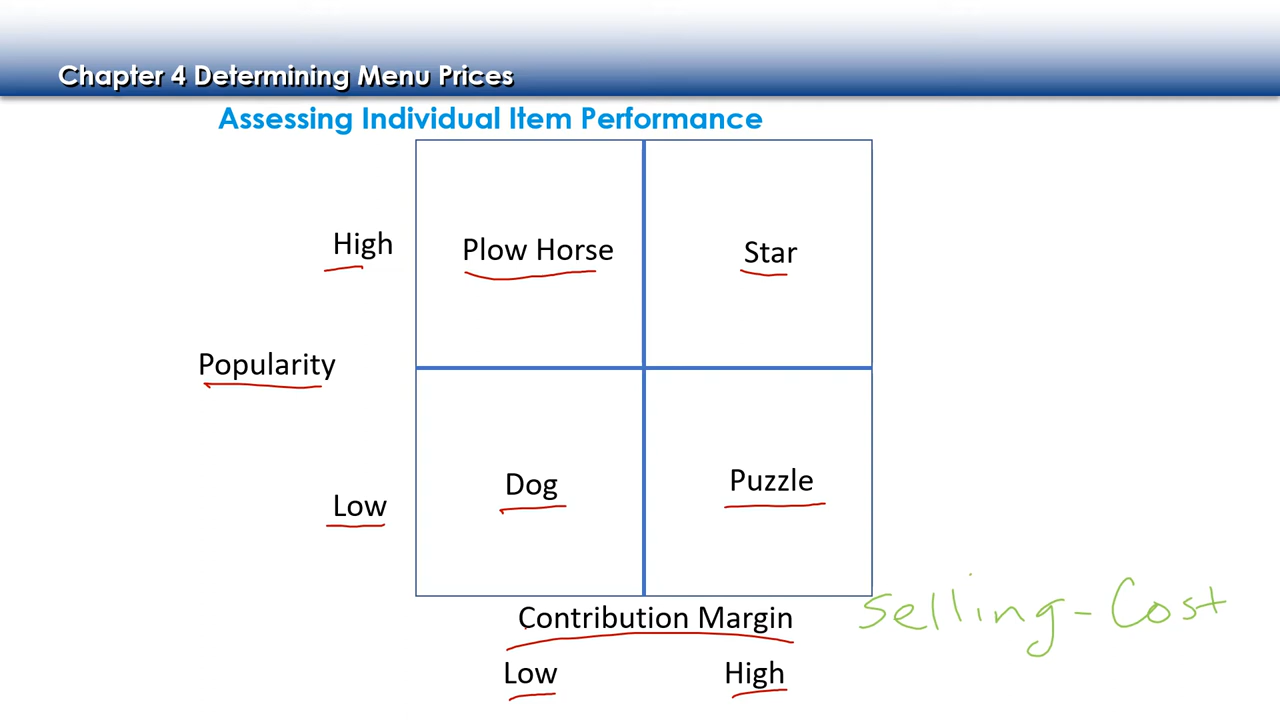 Chapter 4 Determining Menu Prices
Assessing Individual Item Performance
High
Plow Horse
Star
Popularity
Low
Dog
Puzzle
Contribution Margin
Selling - Cost
Low
High